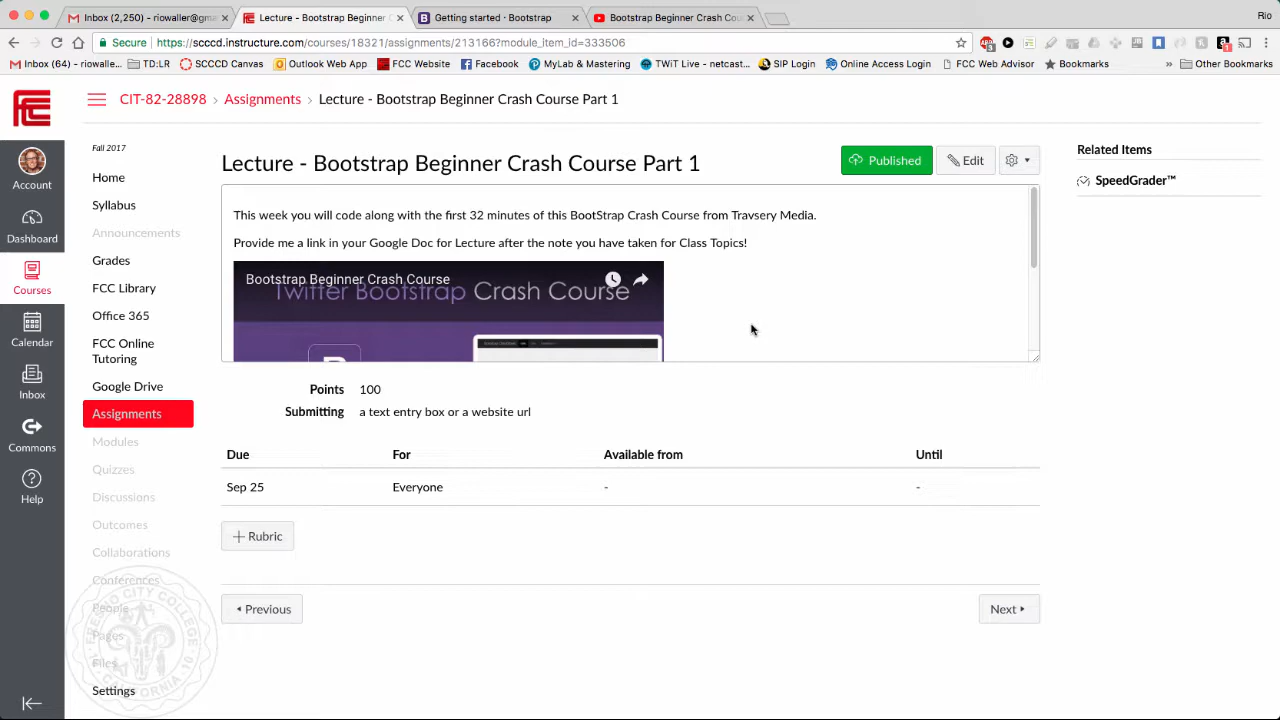 Inbox (2,250) - riowaller@gma
Lecture - Bootstrap Beginner C
Getting started · Bootstrap
Bootstrap Beginner Crash Cou
Rio
Secure
https://scccd.instructure.com/courses/18321/assignments/213166?module_item_id=333506
Inbox (64) - riowalle
TD:LR
SCCCD Canvas
Outlook Web App
FCC Website
Facebook
MyLab & Mastering
TWiT Live - netcast
SIP Login
Cloud Login
FCC Web Advisor
Bookmarks
Other Bookmarks
FCC
CIT-82-28898 › Assignments › Lecture - Bootstrap Beginner Crash Course Part 1
Account
Dashboard
Courses
Calendar
Inbox
Commons
Help
Fall 2017
Home
Syllabus
Announcements
Grades
FCC Library
Office 365
FCC Online
Tutoring
Google Drive
Assignments
Modules
Quizzes
Discussions
Outcomes
Collaborations
Conferences
People
Pages
Files
Settings
FRESNO CITY COLLEGE
CALIFORNIA
Lecture - Bootstrap Beginner Crash Course Part 1
Published
Edit
This week you will code along with the first 32 minutes of this BootStrap Crash Course from Travsery Media.
Provide me a link in your Google Doc for Lecture after the note you have taken for Class Topics!
Bootstrap Beginner Crash Course
Twitter Bootstrap Crash Course
Points 100
Submitting a text entry box or a website url
Due For Available from Until
Sep 25 Everyone - -
+ Rubric
Previous
Next
Related Items
SpeedGrader™